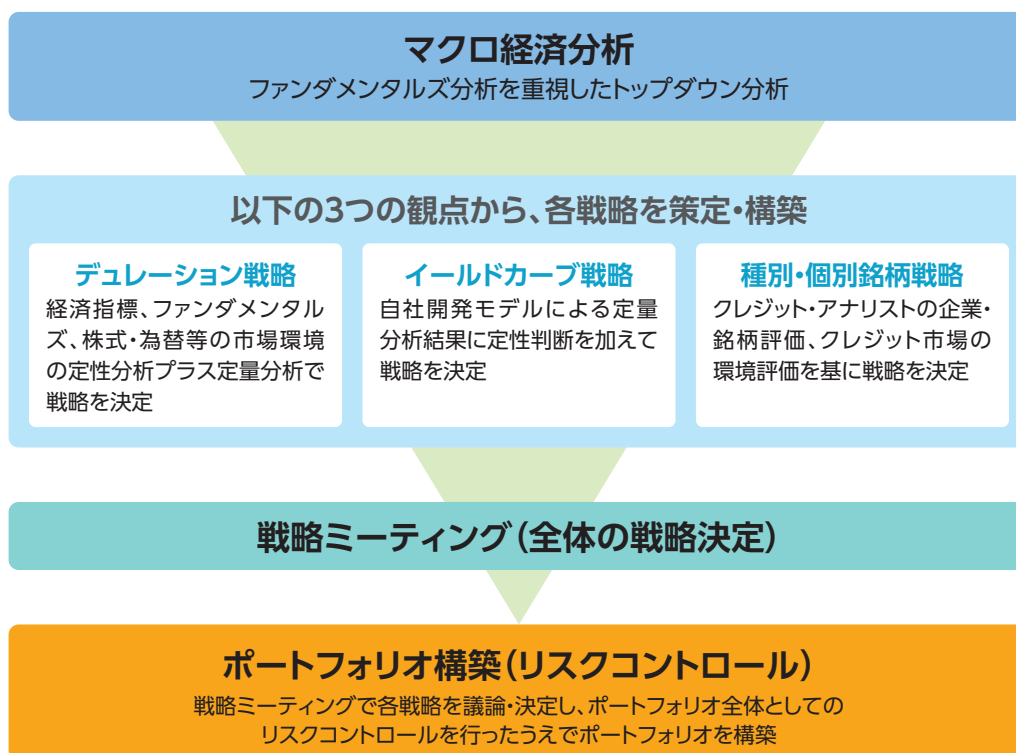 マクロ経済分析
ファンダメンタルズ分析を重視したトップダウン分析
以下の3つの観点から、各戦略を策定・構築
デュレーション戦略
経済指標、ファンダメンタル
ズ、株式・為替等の市場環境
の定性分析プラス定量分析で
戦略を決定
イールドカーブ戦略
自社開発モデルによる定量
分析結果に定性判断を加えて
戦略を決定
種別・個別銘柄戦略
クレジット・アナリストの企業・
銘柄評価、クレジット市場の
環境評価を基に戦略を決定
戦略ミーティング（全体の戦略決定）
ポートフォリオ構築（リスクコントロール）
戦略ミーティングで各戦略を議論・決定し、ポートフォリオ全体としての
リスクコントロールを行ったうえでポートフォリオを構築